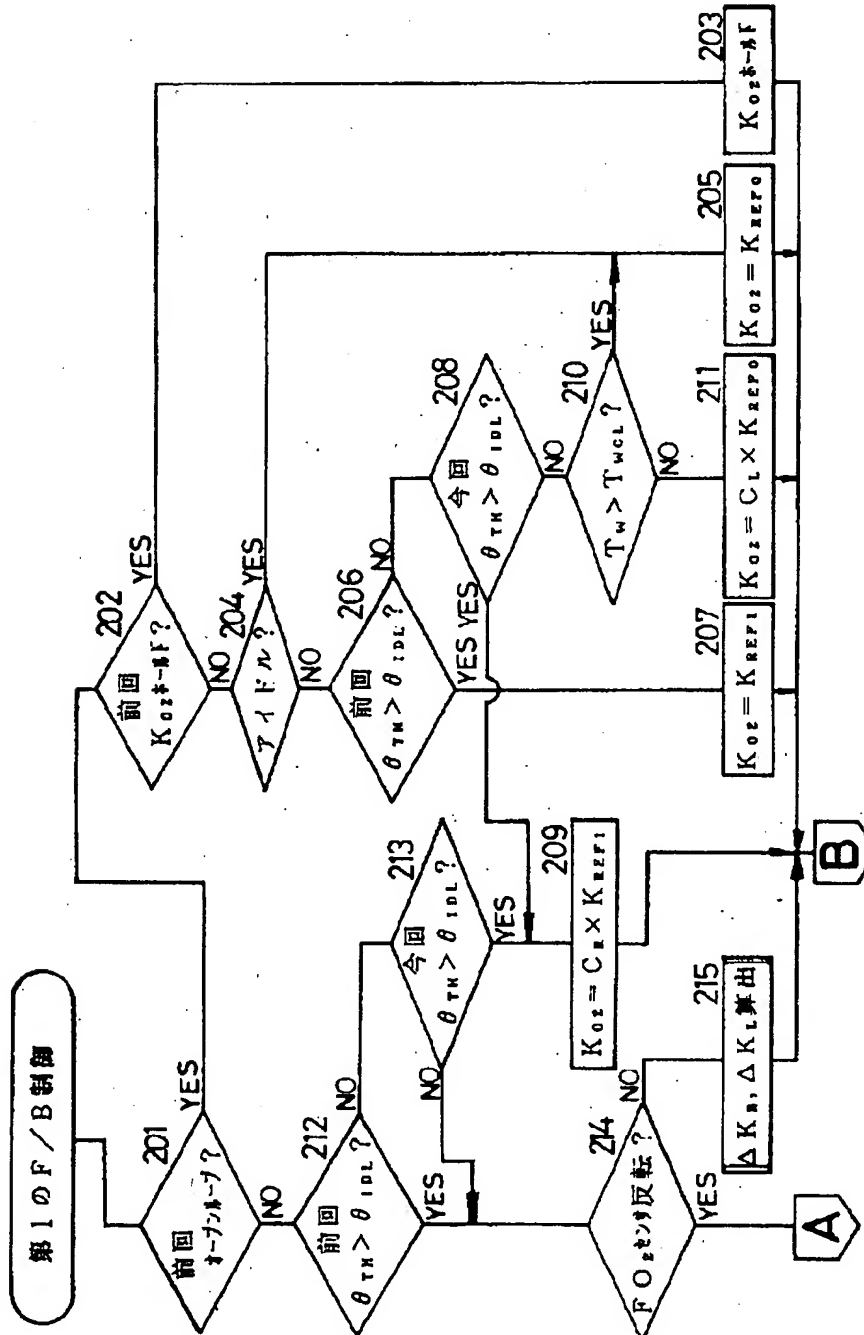 第1のF/B制御
201
前回
オープンループ?
YES
NO
202
前回
KO2ホールド?
YES
NO
204
アイドル?
YES
NO
206
前回
θTH>θIDL?
NO
YES
208
今回
θTH>θIDL?
YES
NO
210
TW>TWCL?
YES
NO
212
前回
θTH>θIDL?
NO
YES
213
今回
θTH>θIDL?
NO
YES
209
KO2=CR×KREF1
214
FO2センサ反転?
NO
YES
215
ΔKR,ΔKL算出
207
KO2=KREF1
211
KO2=CL×KREF0
205
KO2=KREF0
203
KO2ホールド
A
B